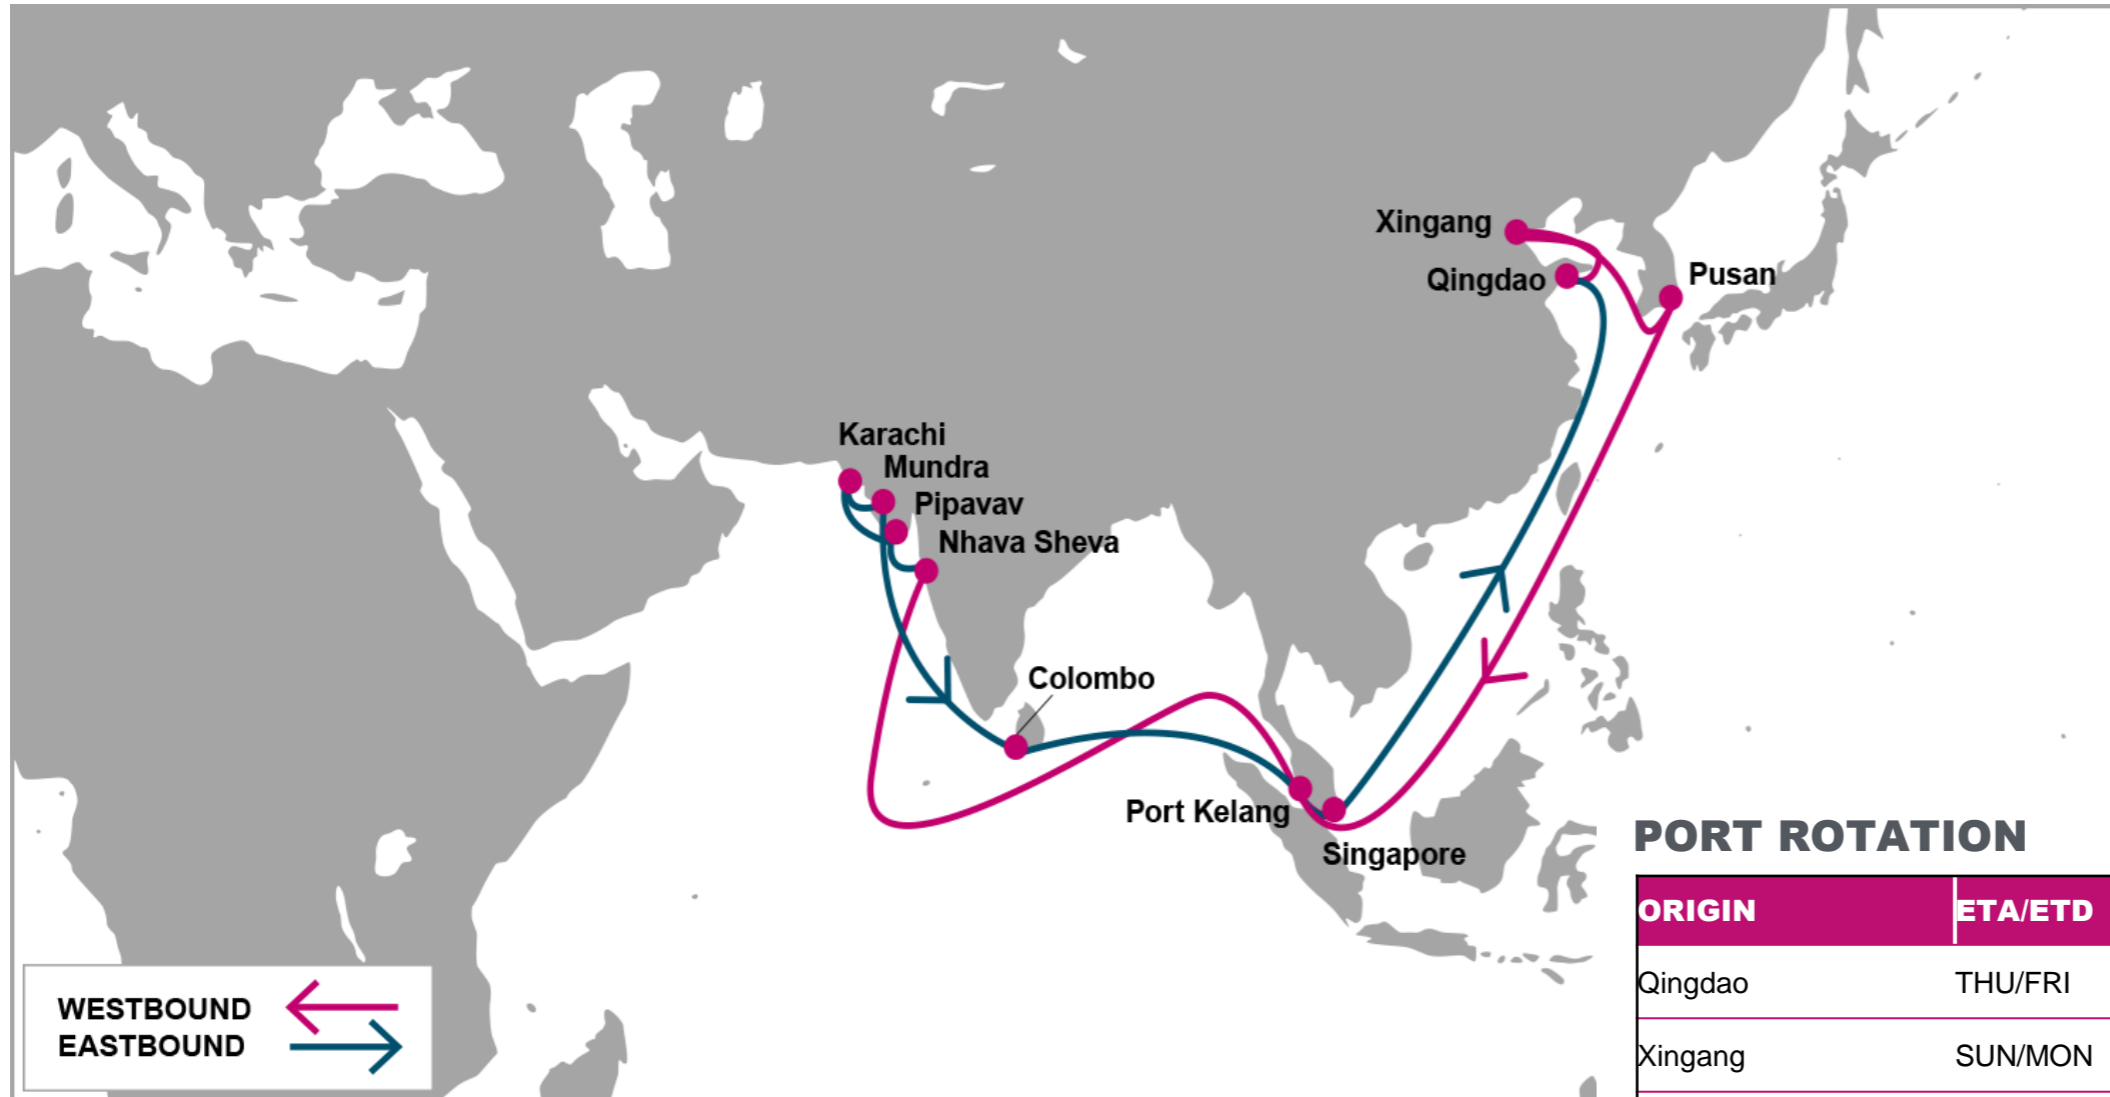 Xingang
Qingdao
Pusan
Karachi
Mundra
Pipavav
Nhava Sheva
Colombo
Port Kelang
Singapore
WESTBOUND
EASTBOUND
PORT ROTATION
ORIGIN ETA/ETD
Qingdao THU/FRI
Xingang SUN/MON